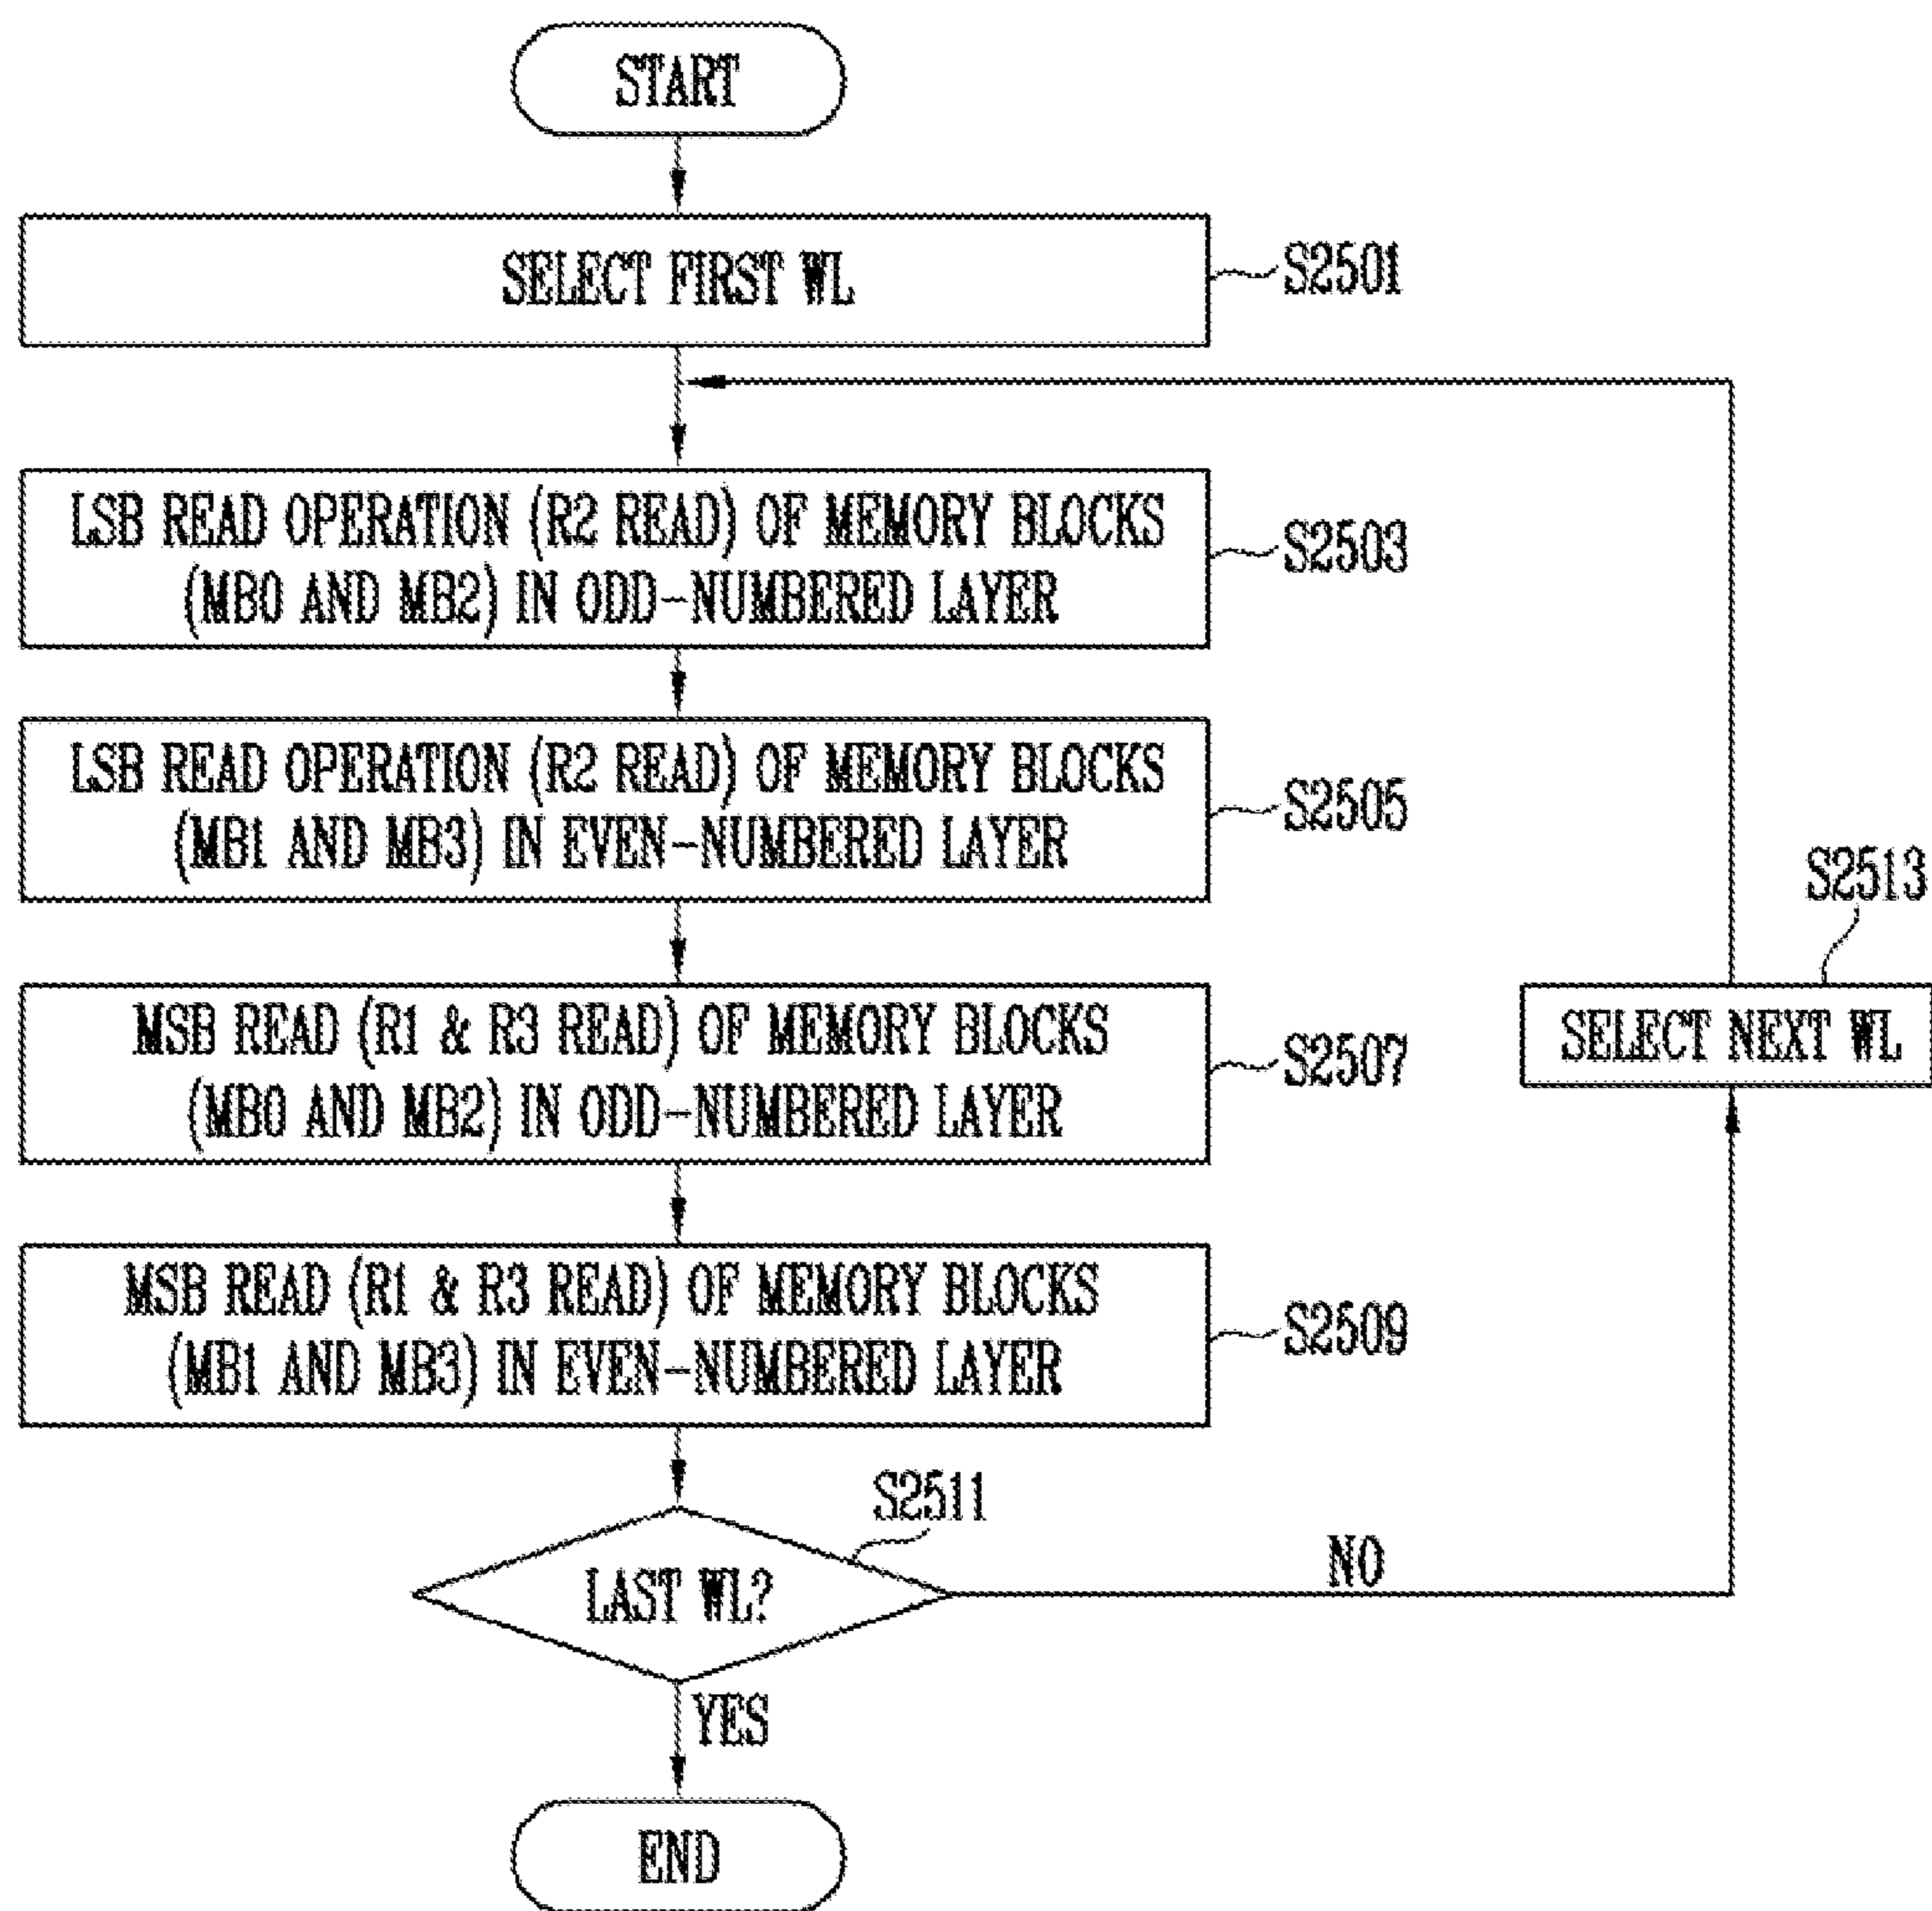 START
SELECT FIRST WL
S2501
LSB READ OPERATION (R2 READ) OF MEMORY BLOCKS
(MB0 AND MB2) IN ODD-NUMBERED LAYER
S2503
LSB READ OPERATION (R2 READ) OF MEMORY BLOCKS
(MB1 AND MB3) IN EVEN-NUMBERED LAYER
S2505
MSB READ (R1 & R3 READ) OF MEMORY BLOCKS
(MB0 AND MB2) IN ODD-NUMBERED LAYER
S2507
S2513
SELECT NEXT WL
MSB READ (R1 & R3 READ) OF MEMORY BLOCKS
(MB1 AND MB3) IN EVEN-NUMBERED LAYER
S2509
S2511
LAST WL?
NO
YES
END